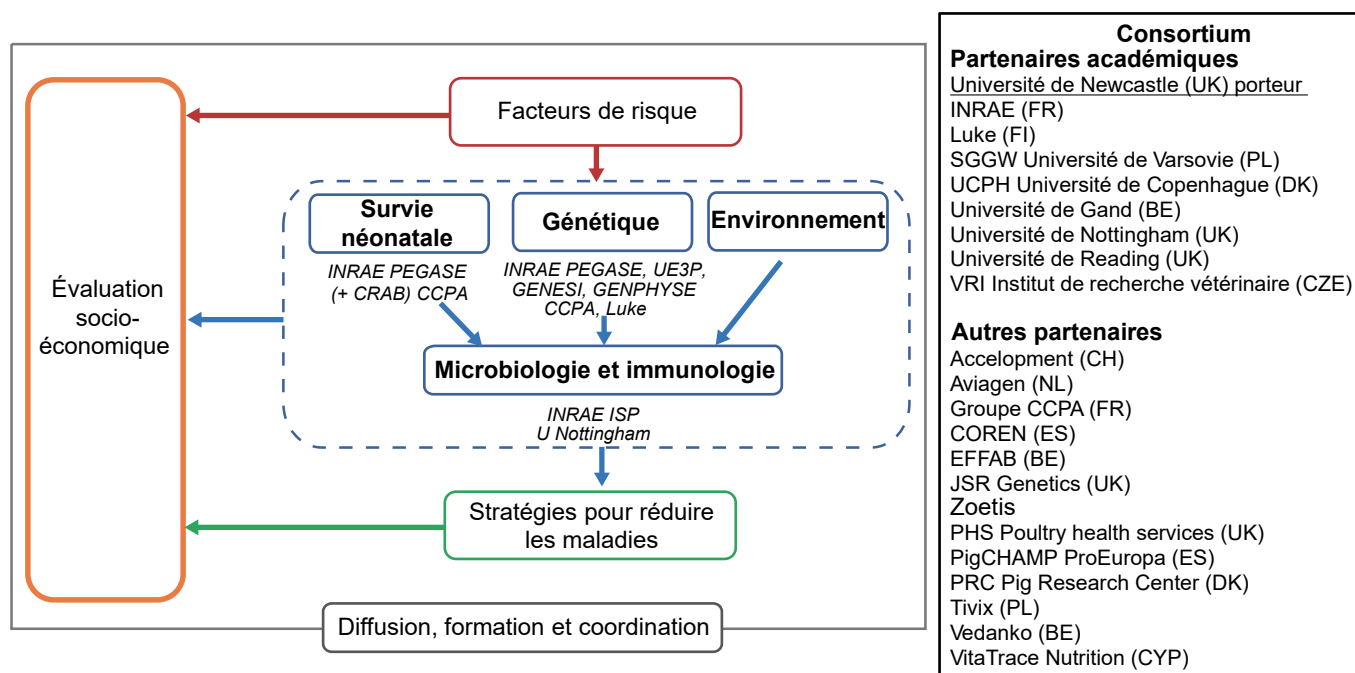 Facteurs de risque
Survie
néonatale
INRAE PEGASE
(+ CRAB) CCPA
Génétique
INRAE PEGASE, UE3P,
GENESI, GENPHYSE
CCPA, Luke
Environnement
Évaluation
socio-
économique
Microbiologie et immunologie
INRAE ISP
U Nottingham
Stratégies pour réduire
les maladies
Diffusion, formation et coordination
Consortium
Partenaires académiques
Université de Newcastle (UK) porteur
INRAE (FR)
Luke (FI)
SGGW Université de Varsovie (PL)
UCPH Université de Copenhague (DK)
Université de Gand (BE)
Université de Nottingham (UK)
Université de Reading (UK)
VRI Institut de recherche vétérinaire (CZE)
Autres partenaires
Accelopment (CH)
Aviagen (NL)
Groupe CCPA (FR)
COREN (ES)
EFFAB (BE)
JSR Genetics (UK)
Zoetis
PHS Poultry health services (UK)
PigCHAMP ProEuropa (ES)
PRC Pig Research Center (DK)
Tivix (PL)
Vedanko (BE)
VitaTrace Nutrition (CYP)